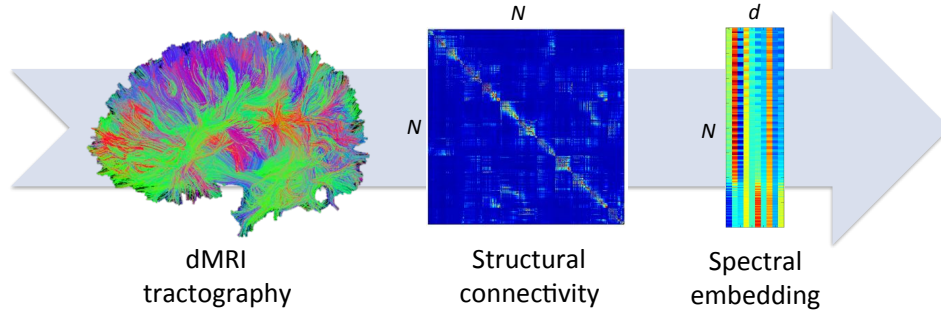 N
d
N
N
dMRI
tractography
Structural
connectivity
Spectral
embedding